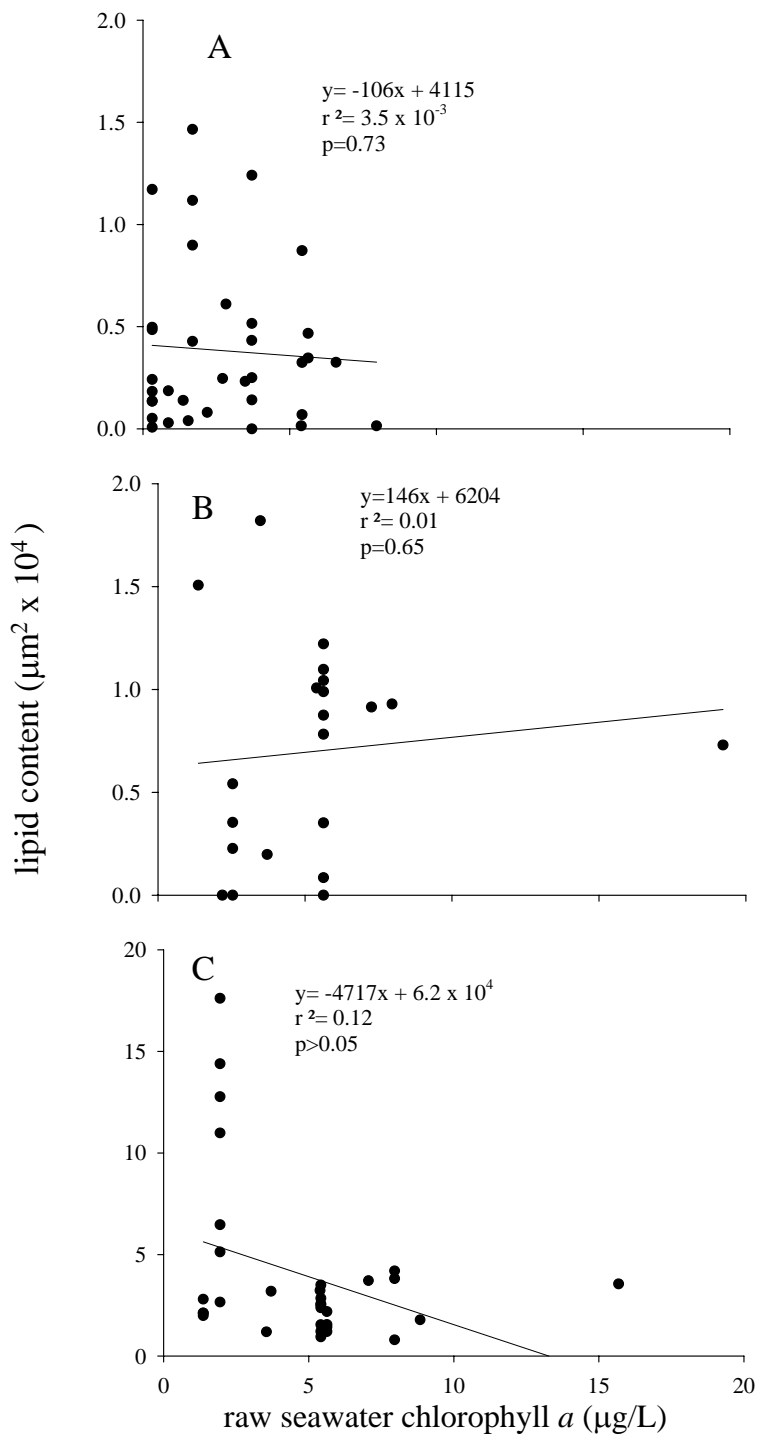 2.0
A
y= -106x + 4115
r ²= 3.5 x 10-3
p=0.73
1.5
1.0
0.5
0.0
2.0
B
y=146x + 6204
r ²= 0.01
p=0.65
1.5
1.0
0.5
0.0
lipid content (μm2 x 104)
20
C
y= -4717x + 6.2 x 104
r ²= 0.12
p>0.05
15
10
5
0
0 5 10 15 20
raw seawater chlorophyll a (μg/L)